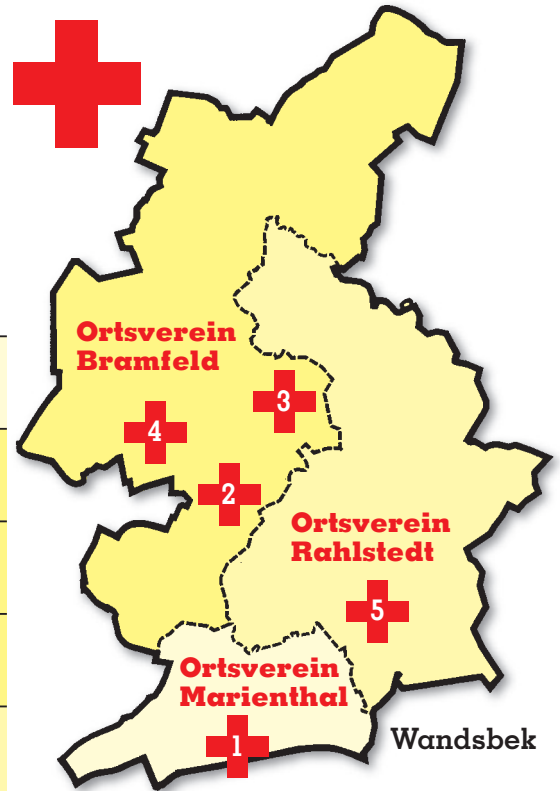 Ortsverein
Bramfeld
3
4
2
Ortsverein
Rahlstedt
5
Ortsverein
Marienthal
1
Wandsbek